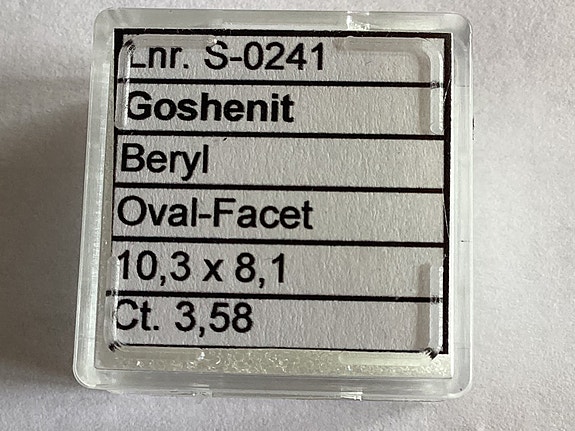 Lnr. S-0241
Goshenit
Beryl
Oval-Facet
10,3 x 8,1
Ct. 3,58